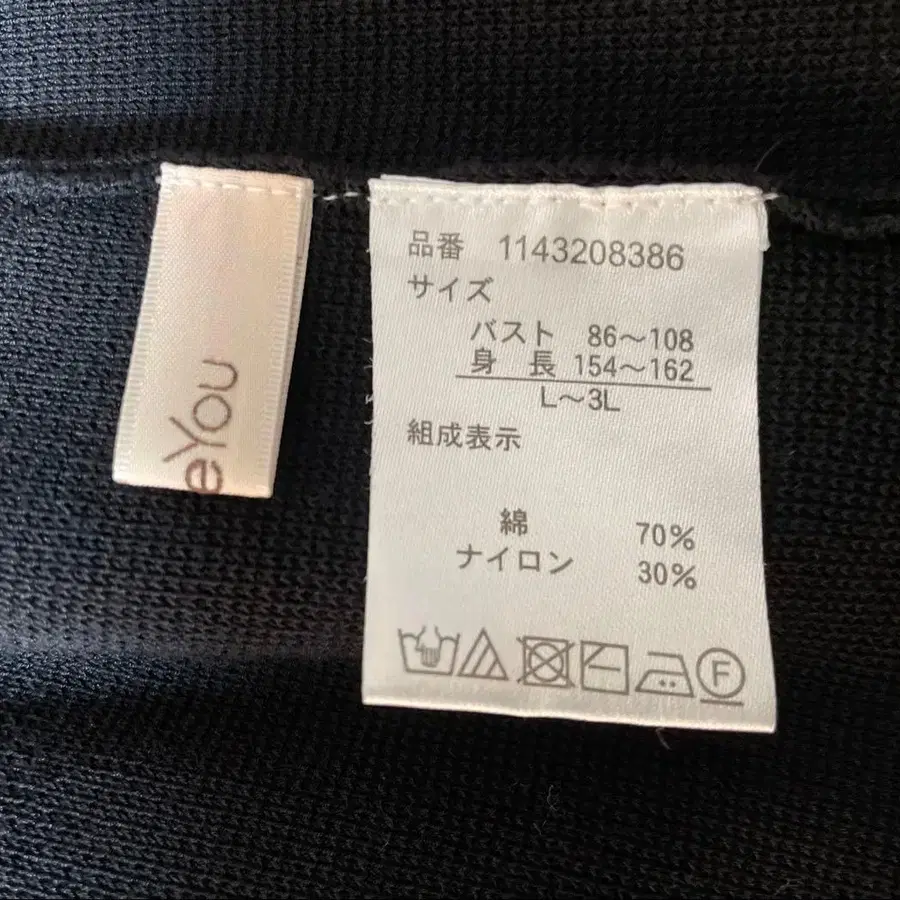 eYou
品番 1143208386
サイズ
バスト 86～108
身長 154～162
L～3L
組成表示
綿 70%
ナイロン 30%
F